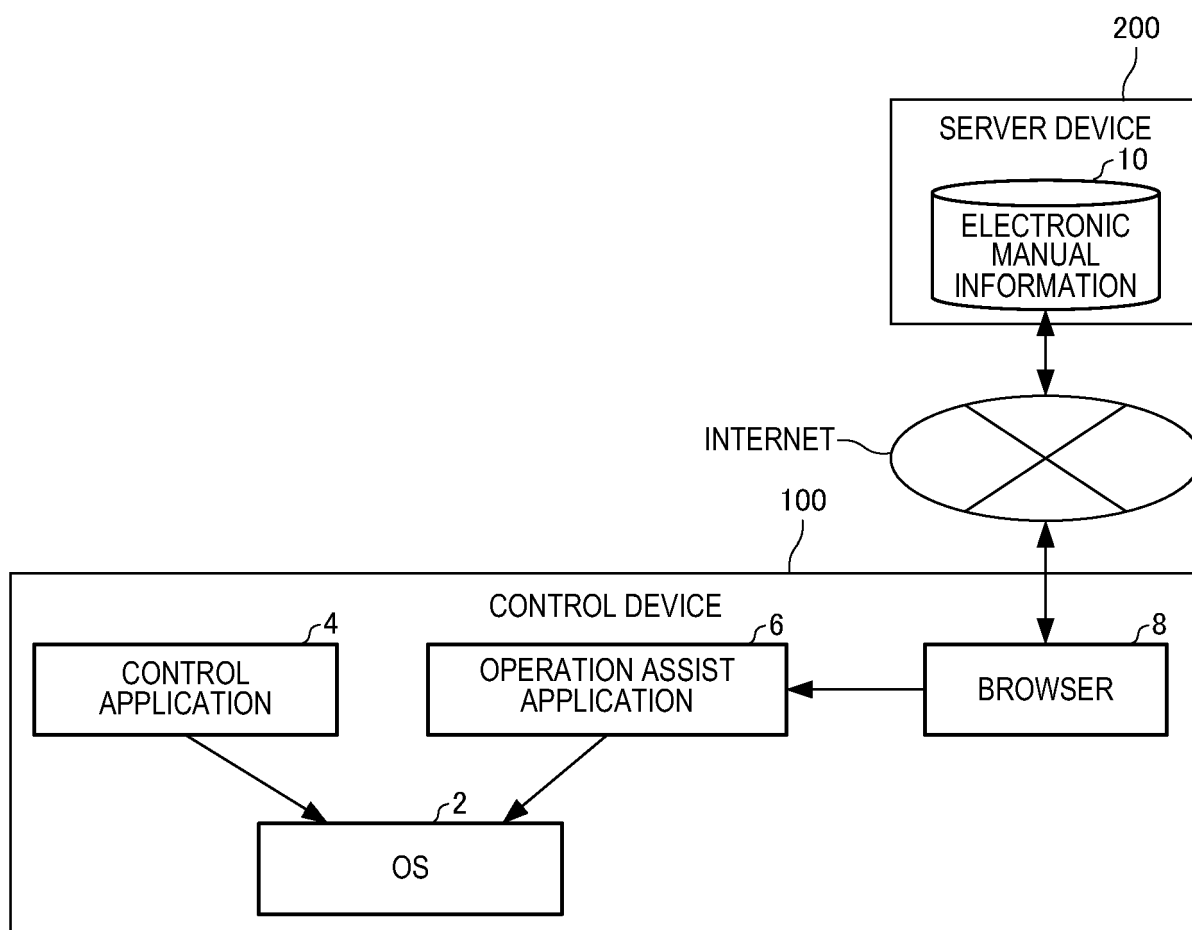 200
SERVER DEVICE
10
ELECTRONIC
MANUAL
INFORMATION
INTERNET
100
CONTROL DEVICE
4
CONTROL
APPLICATION
6
OPERATION ASSIST
APPLICATION
8
BROWSER
2
OS